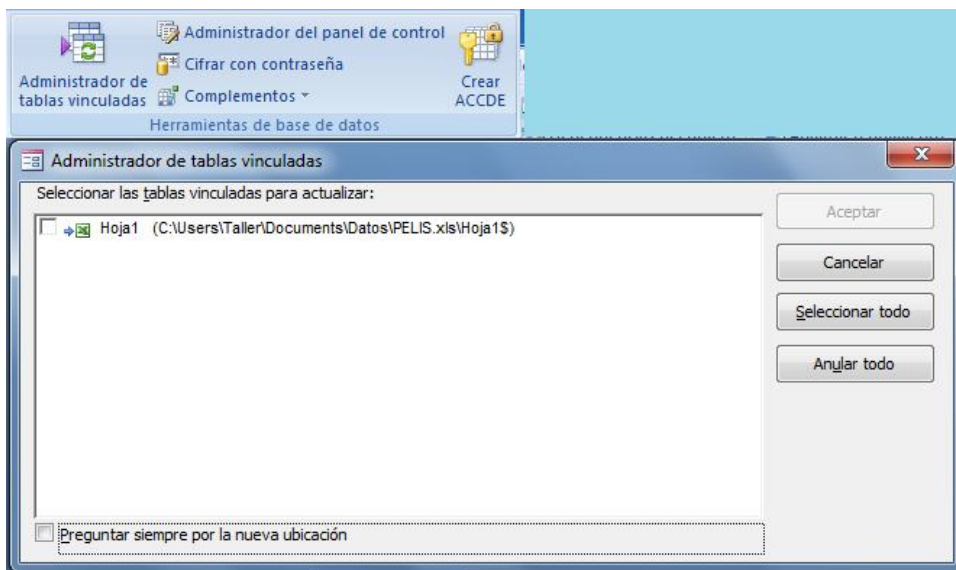 Administrador del panel de control
Cifrar con contraseña
Administrador de
tablas vinculadas
Complementos
Crear
ACCDE
Herramientas de base de datos
Administrador de tablas vinculadas
Seleccionar las tablas vinculadas para actualizar:
Hoja1 (C:\Users\Taller\Documents\Datos\PELIS.xls\Hoja1$)
Aceptar
Cancelar
Seleccionar todo
Anular todo
Preguntar siempre por la nueva ubicación